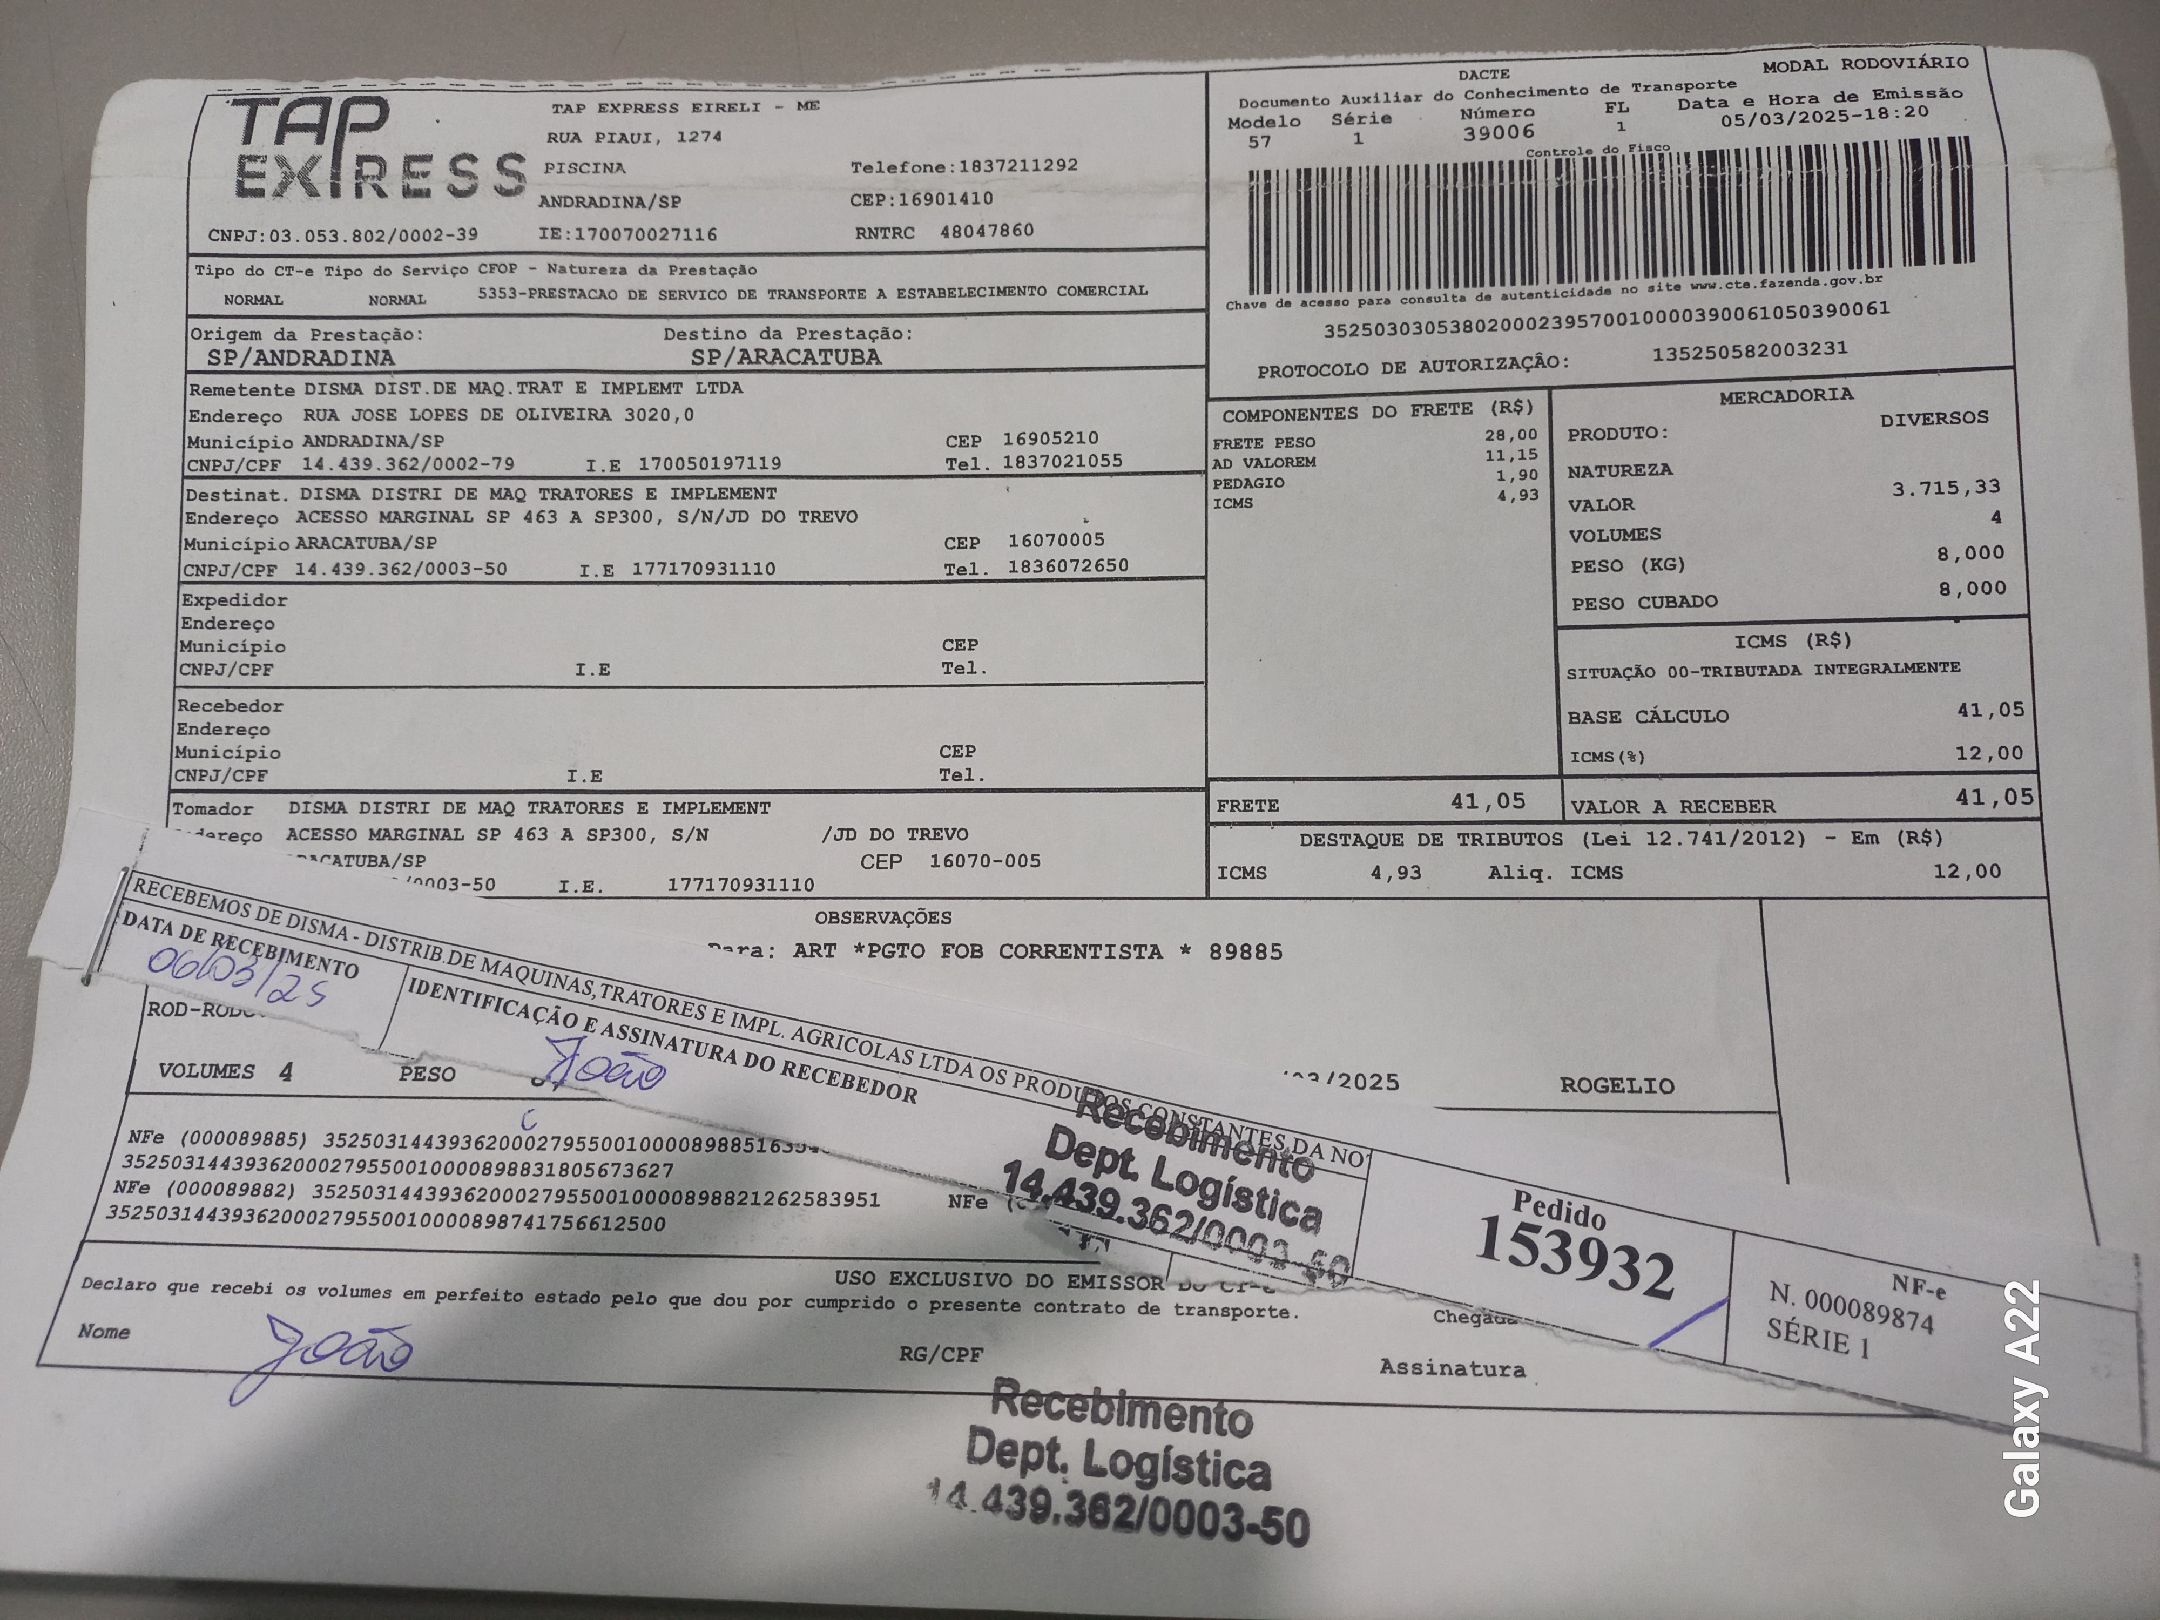 TAP EXPRESS
TAP EXPRESS EIRELI - ME
RUA PIAUI, 1274
PISCINA Telefone:1837211292
ANDRADINA/SP CEP:16901410
CNPJ:03.053.802/0002-39 IE:170070027116 RNTRC 48047860
DACTE MODAL RODOVIÁRIO
Documento Auxiliar do Conhecimento de Transporte
Modelo Série Número FL Data e Hora de Emissão
57 1 39006 1 05/03/2025-18:20
Controle do Fisco
Chave de acesso para consulta de autenticidade no site www.cte.fazenda.gov.br
35250303053802000239570010000390061050390061
PROTOCOLO DE AUTORIZAÇÂO: 135250582003231
Tipo do CT-e Tipo do Serviço CFOP - Natureza da Prestação
NORMAL NORMAL 5353-PRESTACAO DE SERVICO DE TRANSPORTE A ESTABELECIMENTO COMERCIAL
Origem da Prestação: Destino da Prestação:
SP/ANDRADINA SP/ARACATUBA
Remetente DISMA DIST.DE MAQ.TRAT E IMPLEMT LTDA
Endereço RUA JOSE LOPES DE OLIVEIRA 3020,0
Município ANDRADINA/SP CEP 16905210
CNPJ/CPF 14.439.362/0002-79 I.E 170050197119 Tel. 1837021055
Destinat. DISMA DISTRI DE MAQ TRATORES E IMPLEMENT
Endereço ACESSO MARGINAL SP 463 A SP300, S/N/JD DO TREVO
Município ARACATUBA/SP CEP 16070005
CNPJ/CPF 14.439.362/0003-50 I.E 177170931110 Tel. 1836072650
Expedidor
Endereço
Município CEP
CNPJ/CPF I.E Tel.
Recebedor
Endereço
Município CEP
CNPJ/CPF I.E Tel.
Tomador DISMA DISTRI DE MAQ TRATORES E IMPLEMENT
ACESSO MARGINAL SP 463 A SP300, S/N /JD DO TREVO
CEP 16070-005
I.E. 177170931110
COMPONENTES DO FRETE (R$)
FRETE PESO 28,00
AD VALOREM 11,15
PEDAGIO 1,90
ICMS 4,93
MERCADORIA
PRODUTO: DIVERSOS
NATUREZA
VALOR 3.715,33
VOLUMES 4
PESO (KG) 8,000
PESO CUBADO 8,000
ICMS (R$)
SITUAÇÃO 00-TRIBUTADA INTEGRALMENTE
BASE CÁLCULO 41,05
ICMS(%) 12,00
FRETE 41,05 VALOR A RECEBER 41,05
DESTAQUE DE TRIBUTOS (Lei 12.741/2012) - Em (R$)
ICMS 4,93 Aliq. ICMS 12,00
OBSERVAÇÕES
ART *PGTO FOB CORRENTISTA * 89885
RECEBEMOS DE DISMA - DISTRIB.DE MAQUINAS,TRATORES E IMPL. AGRICOLAS LTDA OS PRODUTOS CONSTANTES DA NO
DATA DE RECEBIMENTO
06/03/25
IDENTIFICAÇÃO E ASSINATURA DO RECEBEDOR
João
Recebimento
Dept. Logística
14.439.362/0003-50
Pedido
153932
NF-e
N. 000089874
SÉRIE 1
/2025 ROGELIO
VOLUMES 4 PESO
NFe (000089885)
35250314439362000279550010000898831805673627
NFe (000089882) 35250314439362000279550010000898821262583951 NFe
35250314439362000279550010000898741756612500
USO EXCLUSIVO DO EMISSOR
Declaro que recebi os volumes em perfeito estado pelo que dou por cumprido o presente contrato de transporte.
Nome João RG/CPF Assinatura
Recebimento
Dept. Logística
14.439.362/0003-50
Galaxy A22